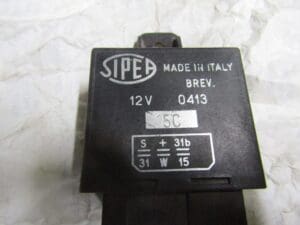 SIPEA
MADE IN ITALY
BREV.
12V 0413
5C
S + 31b
31 W 15